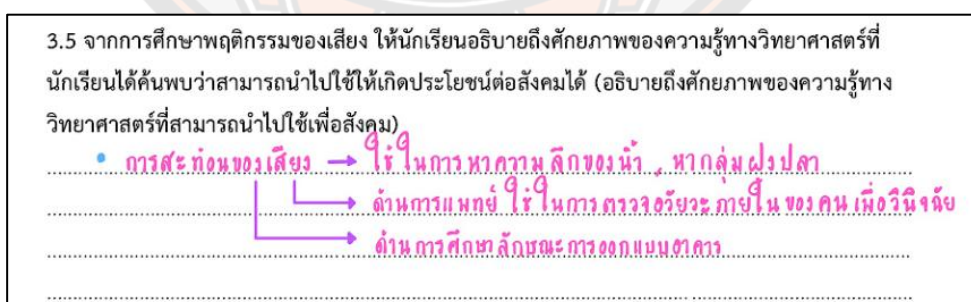 3.5 จากการศึกษาพฤติกรรมของเสียง ให้นักเรียนอธิบายถึงศักยภาพของความรู้ทางวิทยาศาสตร์ที่
นักเรียนได้ค้นพบว่าสามารถนำไปใช้ให้เกิดประโยชน์ต่อสังคมได้ (อธิบายถึงศักยภาพของความรู้ทาง
วิทยาศาสตร์ที่สามารถนำไปใช้เพื่อสังคม)
• การสะท้อนของเสียง → ใช้ในการหาความลึกของน้ำ , หากลุ่มฝูงปลา
→ ด้านการแพทย์ ใช้ในการตรวจอวัยวะภายในของคนเพื่อวินิจฉัย
→ ด้านการศึกษาลักษณะการออกแบบอาคาร